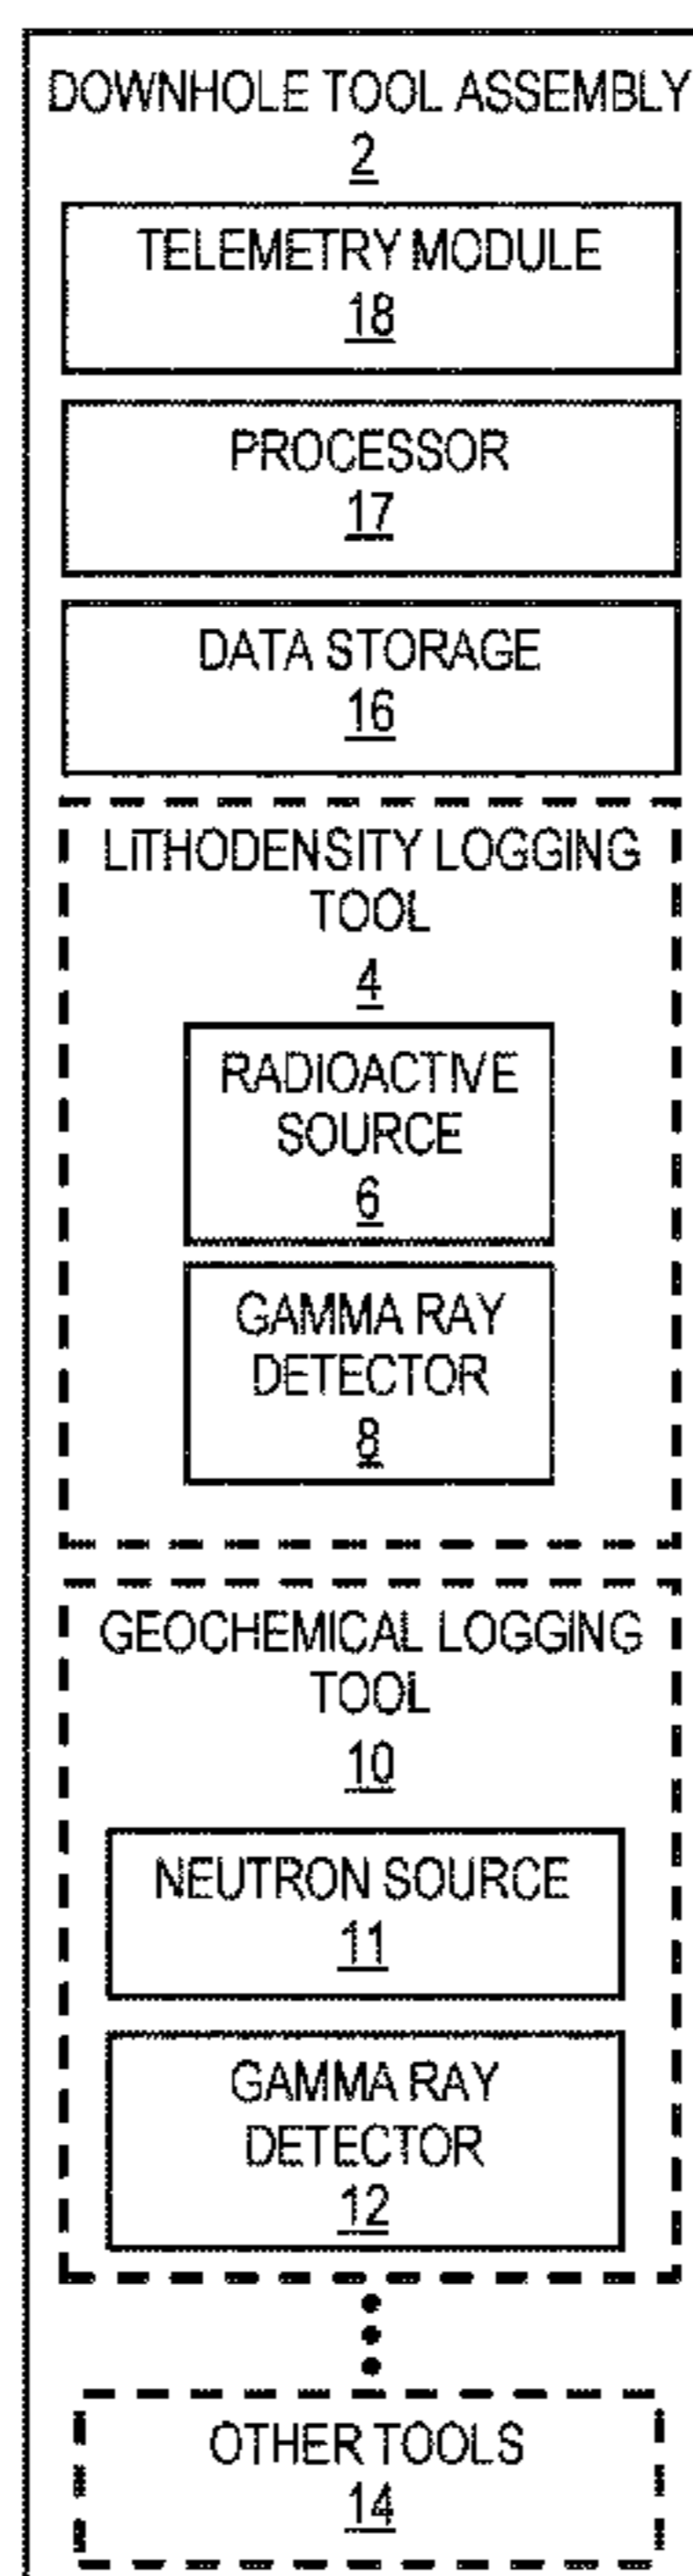 DOWNHOLE TOOL ASSEMBLY
2
TELEMETRY MODULE
18
PROCESSOR
17
DATA STORAGE
16
LITHODENSITY LOGGING
TOOL
4
RADIOACTIVE
SOURCE
6
GAMMA RAY
DETECTOR
8
GEOCHEMICAL LOGGING
TOOL
10
NEUTRON SOURCE
11
GAMMA RAY
DETECTOR
12
OTHER TOOLS
14